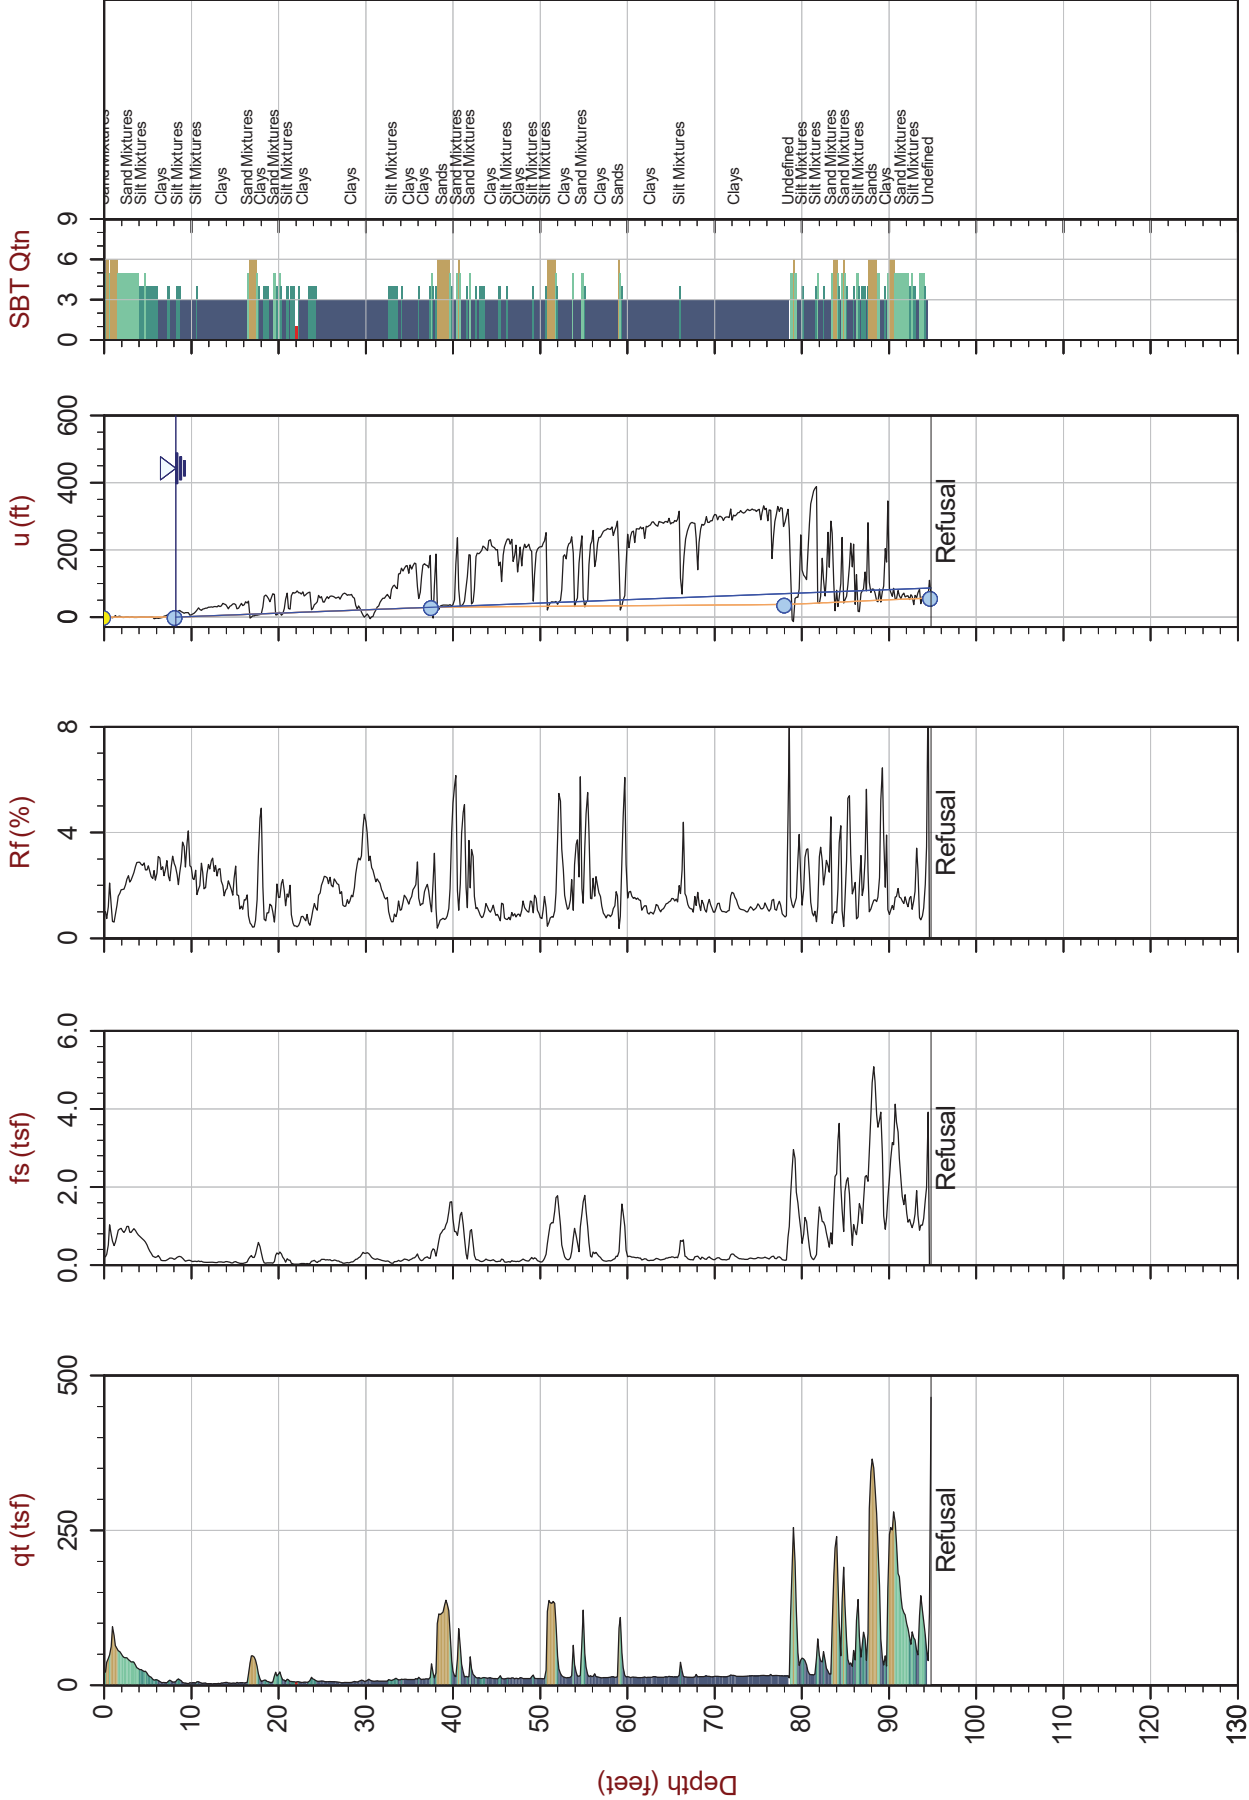 qt (tsf)
fs (tsf)
Rf (%)
u (ft)
SBT Qtn
0 250 500
0.0 2.0 4.0 6.0
0 4 8
0 200 400 600
0 3 6 9
Depth (feet)
0
10
20
30
40
50
60
70
80
90
100
110
120
130
Refusal
Refusal
Refusal
Refusal
Sand Mixtures
Silt Mixtures
Clays
Silt Mixtures
Silt Mixtures
Clays
Sand Mixtures
Clays
Sand Mixtures
Silt Mixtures
Clays
Clays
Silt Mixtures
Clays
Clays
Sands
Sand Mixtures
Sand Mixtures
Clays
Silt Mixtures
Clays
Silt Mixtures
Silt Mixtures
Clays
Sand Mixtures
Clays
Sands
Clays
Silt Mixtures
Clays
Undefined
Silt Mixtures
Silt Mixtures
Sand Mixtures
Sand Mixtures
Silt Mixtures
Sands
Clays
Sand Mixtures
Silt Mixtures
Undefined